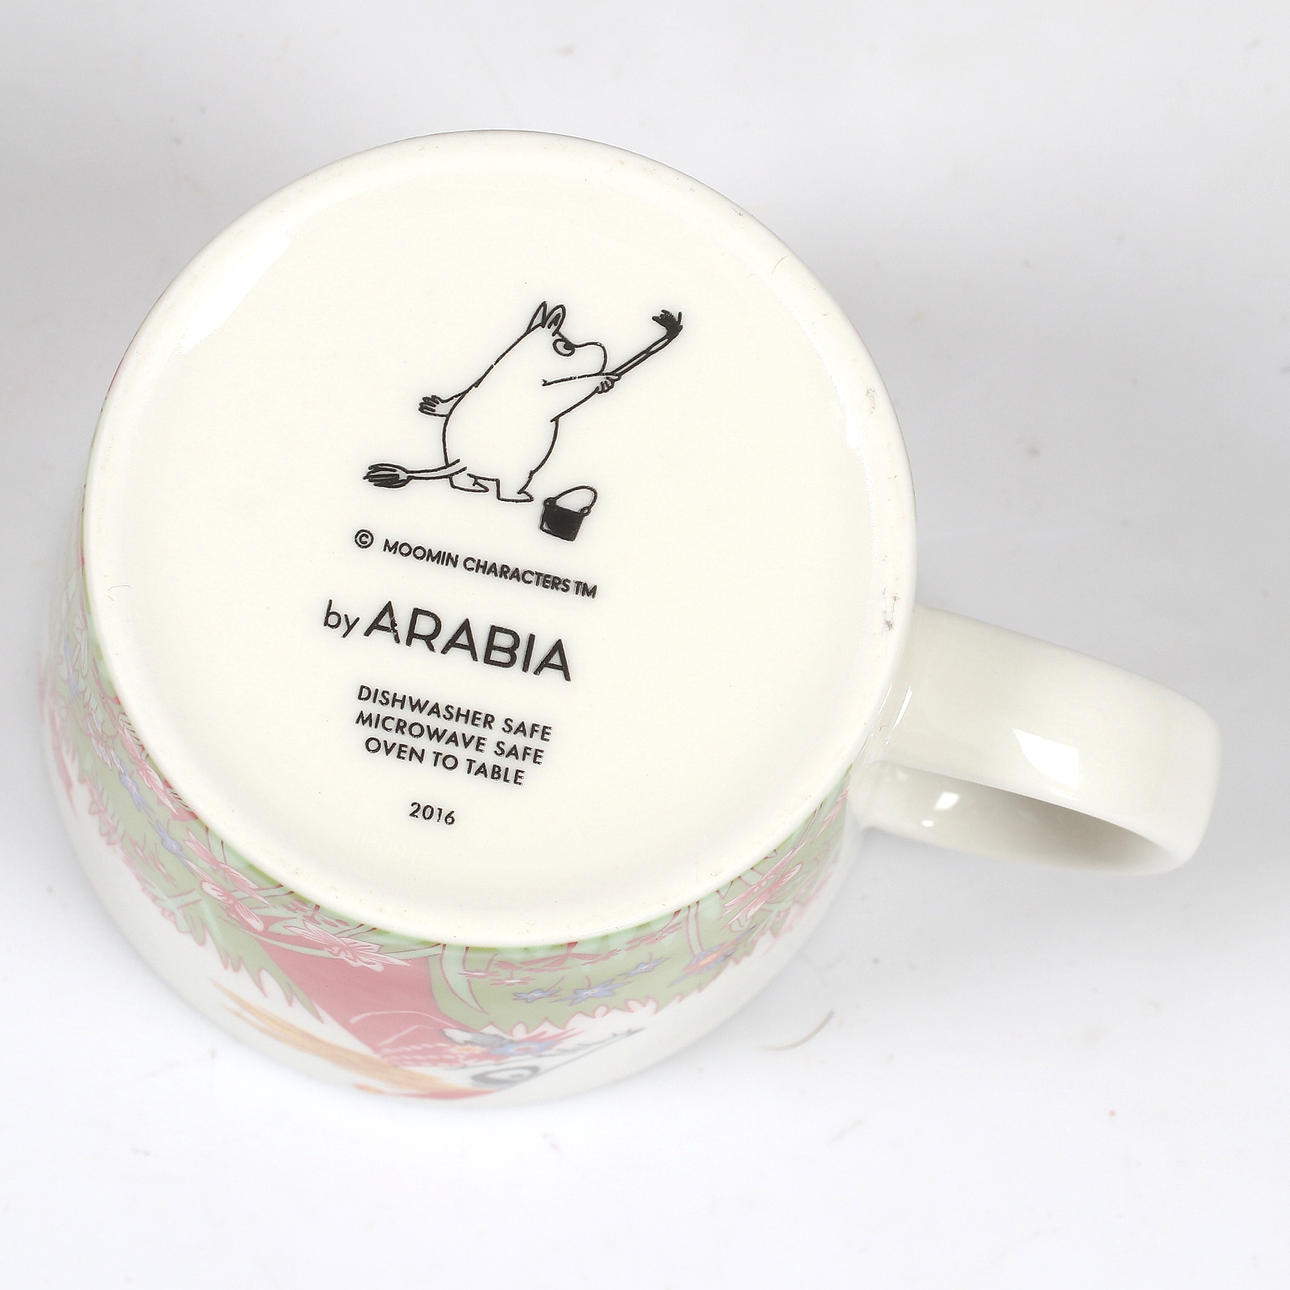 © MOOMIN CHARACTERS TM
by ARABIA
DISHWASHER SAFE
MICROWAVE SAFE
OVEN TO TABLE
2016